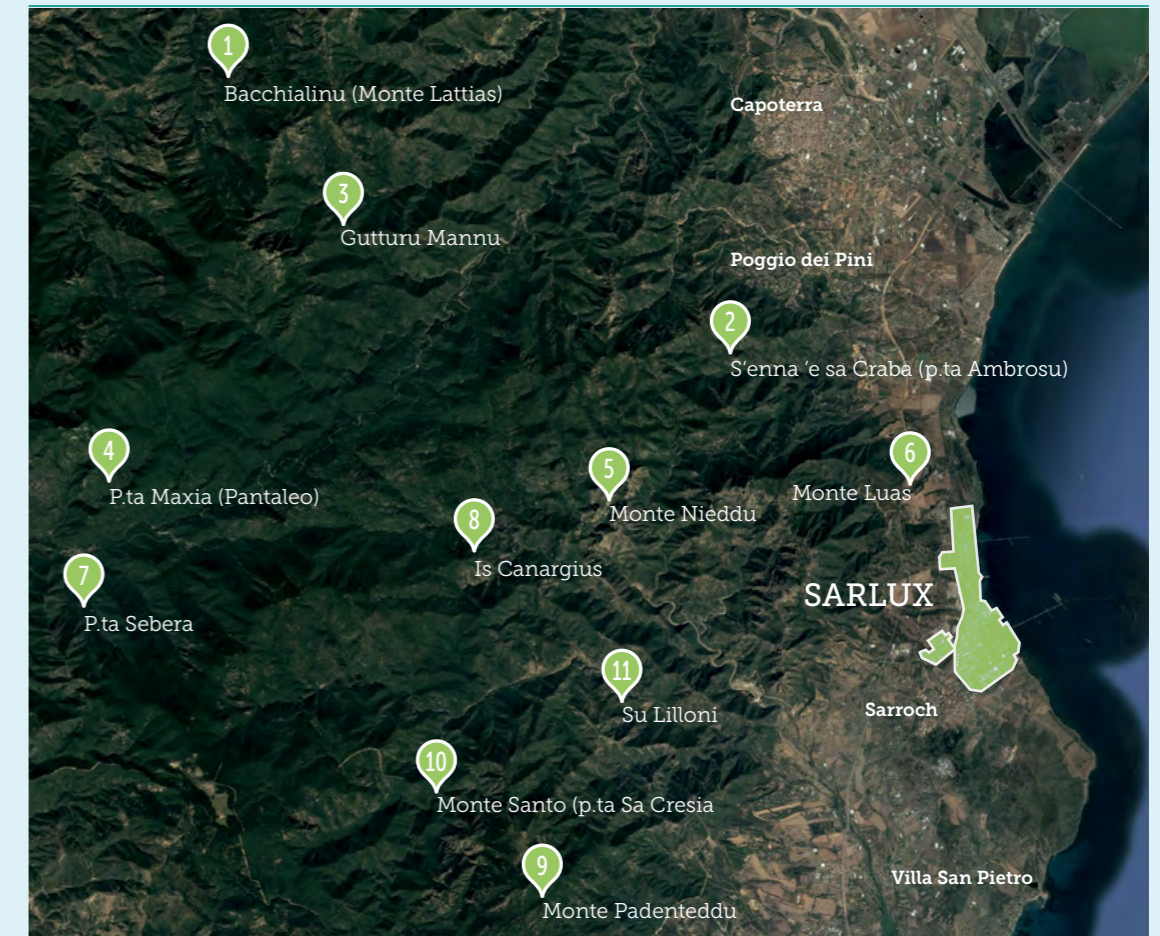 1
Bacchialinu (Monte Lattias)
Capoterra
3
Gutturu Mannu
Poggio dei Pini
2
S'enna 'e sa Craba (p.ta Ambrosu)
4
P.ta Maxia (Pantaleo)
5
Monte Nieddu
6
Monte Luas
8
Is Canargius
7
P.ta Sebera
SARLUX
11
Su Lilloni
Sarroch
10
Monte Santo (p.ta Sa Cresia
9
Monte Padenteddu
Villa San Pietro